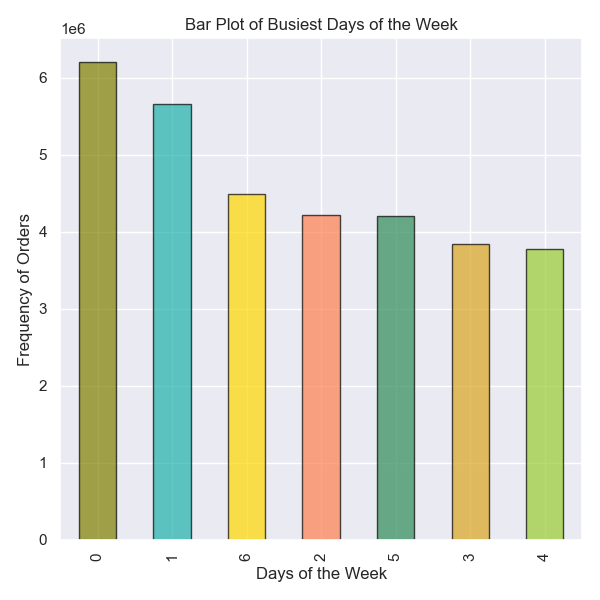 Bar Plot of Busiest Days of the Week
1e6
6
5
4
3
2
1
0
Frequency of Orders
0 1 6 2 5 3 4
Days of the Week